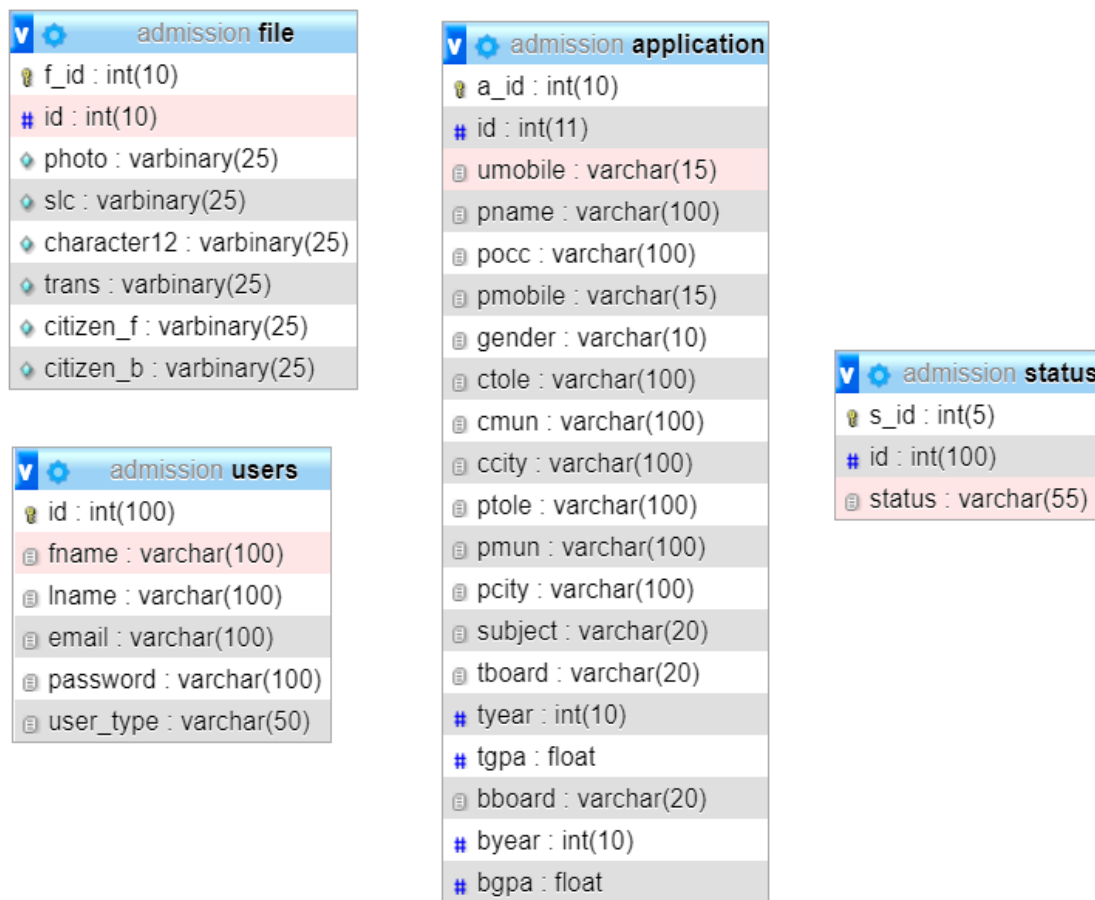 admission file
f_id : int(10)
id : int(10)
photo : varbinary(25)
slc : varbinary(25)
character12 : varbinary(25)
trans : varbinary(25)
citizen_f : varbinary(25)
citizen_b : varbinary(25)
admission users
id : int(100)
fname : varchar(100)
lname : varchar(100)
email : varchar(100)
password : varchar(100)
user_type : varchar(50)
admission application
a_id : int(10)
id : int(11)
umobile : varchar(15)
pname : varchar(100)
pocc : varchar(100)
pmobile : varchar(15)
gender : varchar(10)
ctole : varchar(100)
cmun : varchar(100)
ccity : varchar(100)
ptole : varchar(100)
pmun : varchar(100)
pcity : varchar(100)
subject : varchar(20)
tboard : varchar(20)
tyear : int(10)
tgpa : float
bboard : varchar(20)
byear : int(10)
bgpa : float
admission status
s_id : int(5)
id : int(100)
status : varchar(55)